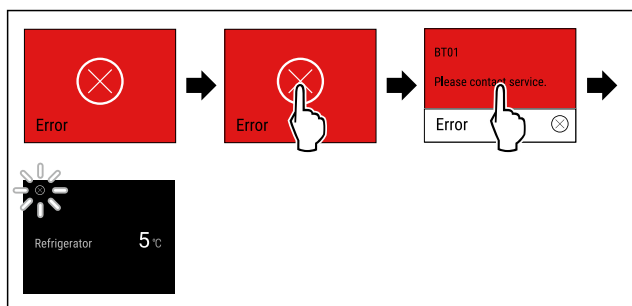 Error
Error
BT01
Please contact service.
Error
Refrigerator 5 °C